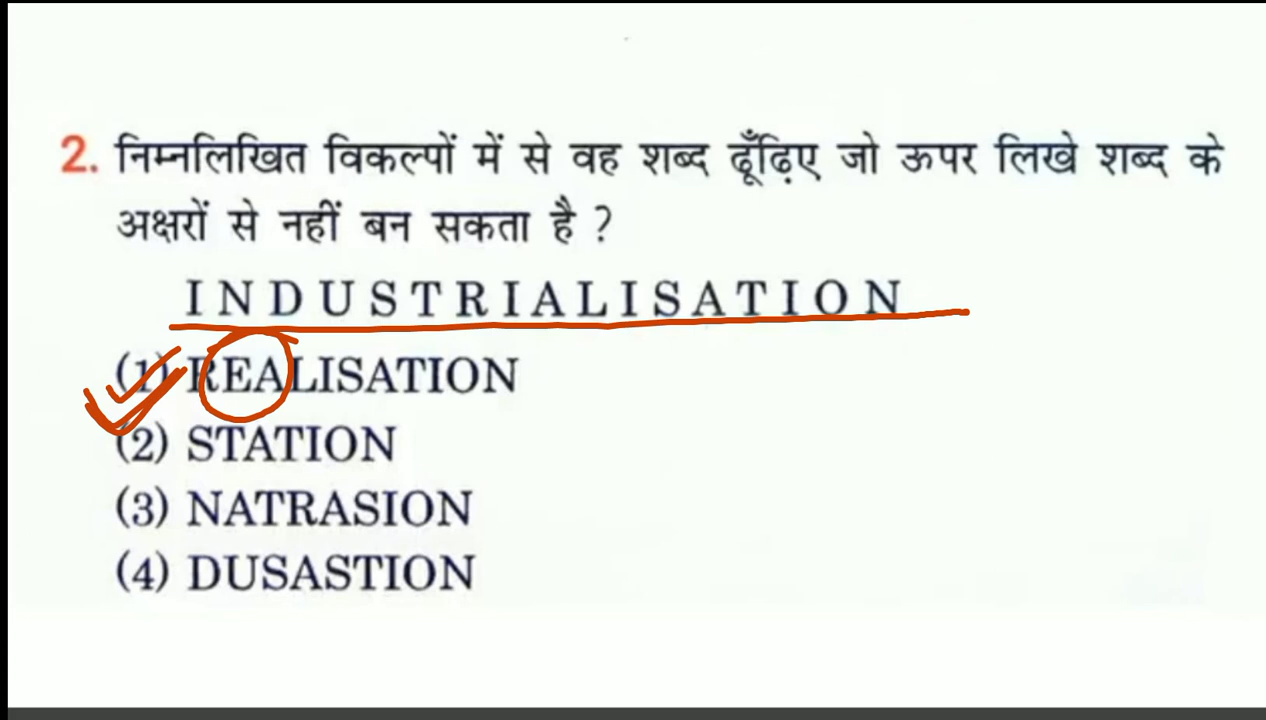 2. निम्नलिखित विकल्पों में से वह शब्द ढूँढ़िए जो ऊपर लिखे शब्द के
अक्षरों से नहीं बन सकता है ?
I N D U S T R I A L I S A T I O N
(1) REALISATION
(2) STATION
(3) NATRASION
(4) DUSASTION